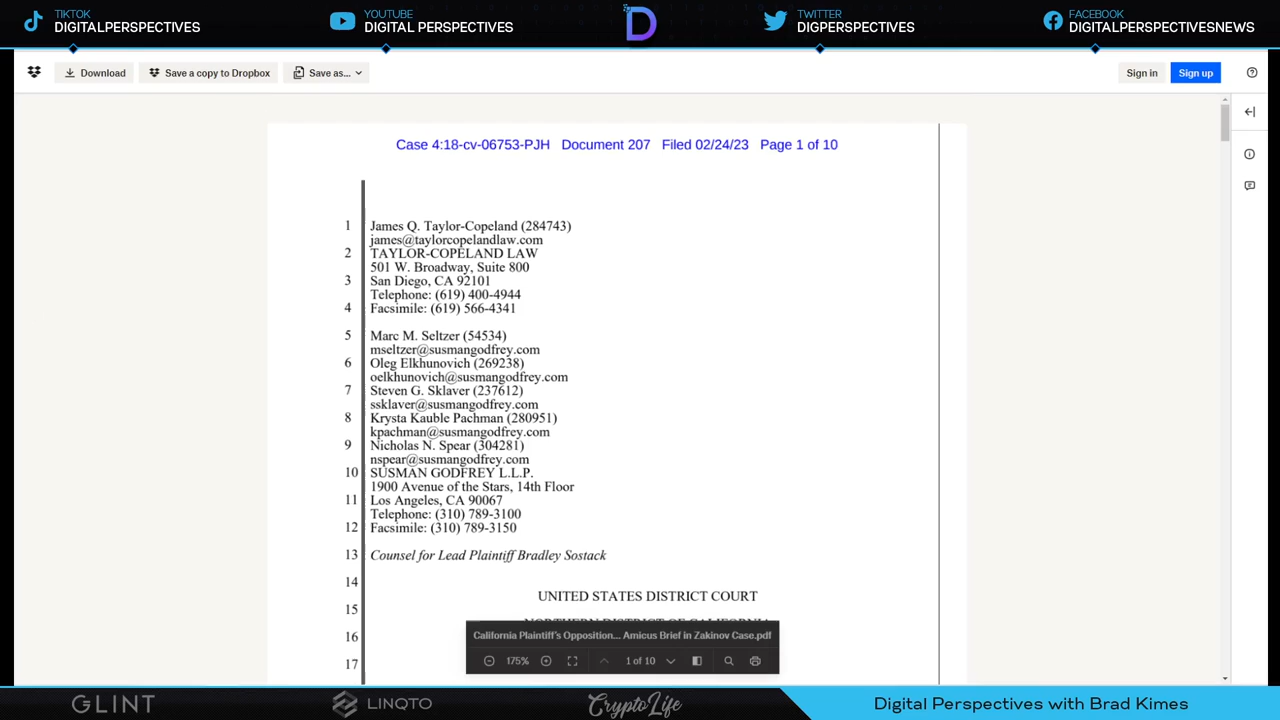 TIKTOK
DIGITALPERSPECTIVES
YOUTUBE
DIGITAL PERSPECTIVES
D
TWITTER
DIGPERSPECTIVES
FACEBOOK
DIGITALPERSPECTIVESNEWS
Download
Save a copy to Dropbox
Save as...
Sign in
Sign up
Case 4:18-cv-06753-PJH Document 207 Filed 02/24/23 Page 1 of 10
1 James Q. Taylor-Copeland (284743)
james@taylorcopelandlaw.com
2 TAYLOR-COPELAND LAW
501 W. Broadway, Suite 800
3 San Diego, CA 92101
Telephone: (619) 400-4944
4 Facsimile: (619) 566-4341
5 Marc M. Seltzer (54534)
mseltzer@susmangodfrey.com
6 Oleg Elkhunovich (269238)
oelkhunovich@susmangodfrey.com
7 Steven G. Sklaver (237612)
ssklaver@susmangodfrey.com
8 Krysta Kauble Pachman (280951)
kpachman@susmangodfrey.com
9 Nicholas N. Spear (304281)
nspear@susmangodfrey.com
10 SUSMAN GODFREY L.L.P.
1900 Avenue of the Stars, 14th Floor
11 Los Angeles, CA 90067
Telephone: (310) 789-3100
12 Facsimile: (310) 789-3150
13 Counsel for Lead Plaintiff Bradley Sostack
14
UNITED STATES DISTRICT COURT
15
NORTHERN DISTRICT OF CALIFORNIA
16
California Plaintiff's Opposition... Amicus Brief in Zakinov Case.pdf
175%
1 of 10
17
GLINT
LINQTO
CryptoLife
Digital Perspectives with Brad Kimes